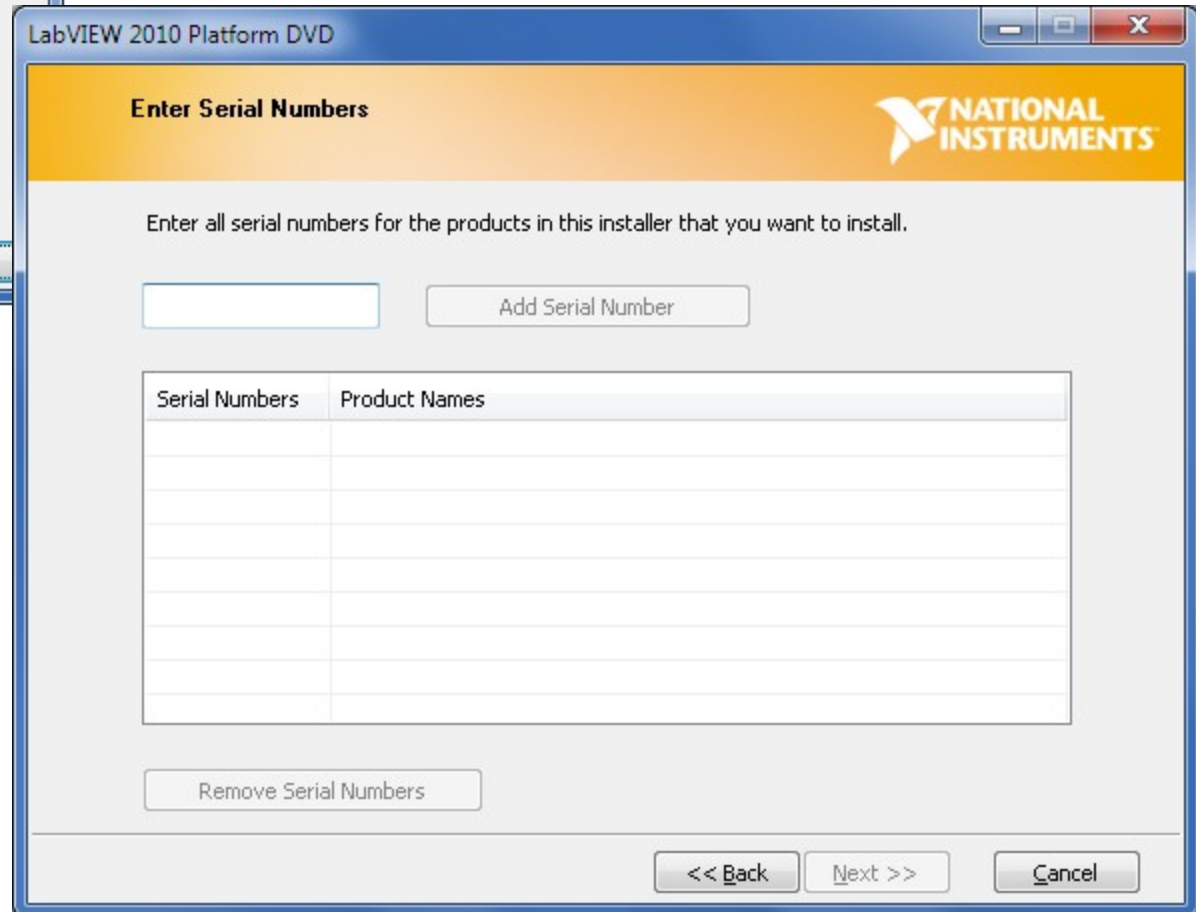 LabVIEW 2010 Platform DVD
Enter Serial Numbers
NATIONAL
INSTRUMENTS
Enter all serial numbers for the products in this installer that you want to install.
Add Serial Number
Serial Numbers Product Names
Remove Serial Numbers
<< Back Next >> Cancel